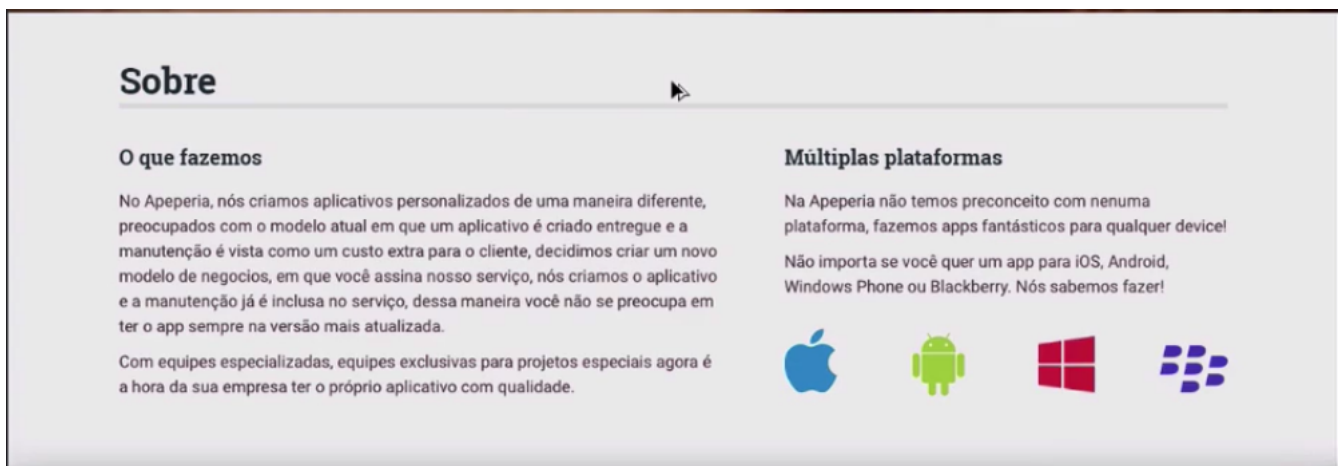 Sobre
O que fazemos
No Apeperia, nós criamos aplicativos personalizados de uma maneira diferente,
preocupados com o modelo atual em que um aplicativo é criado entregue e a
manutenção é vista como um custo extra para o cliente, decidimos criar um novo
modelo de negocios, em que você assina nosso serviço, nós criamos o aplicativo
e a manutenção já é inclusa no serviço, dessa maneira você não se preocupa em
ter o app sempre na versão mais atualizada.
Com equipes especializadas, equipes exclusivas para projetos especiais agora é
a hora da sua empresa ter o próprio aplicativo com qualidade.
Múltiplas plataformas
Na Apeperia não temos preconceito com nenuma
plataforma, fazemos apps fantásticos para qualquer device!
Não importa se você quer um app para iOS, Android,
Windows Phone ou Blackberry. Nós sabemos fazer!